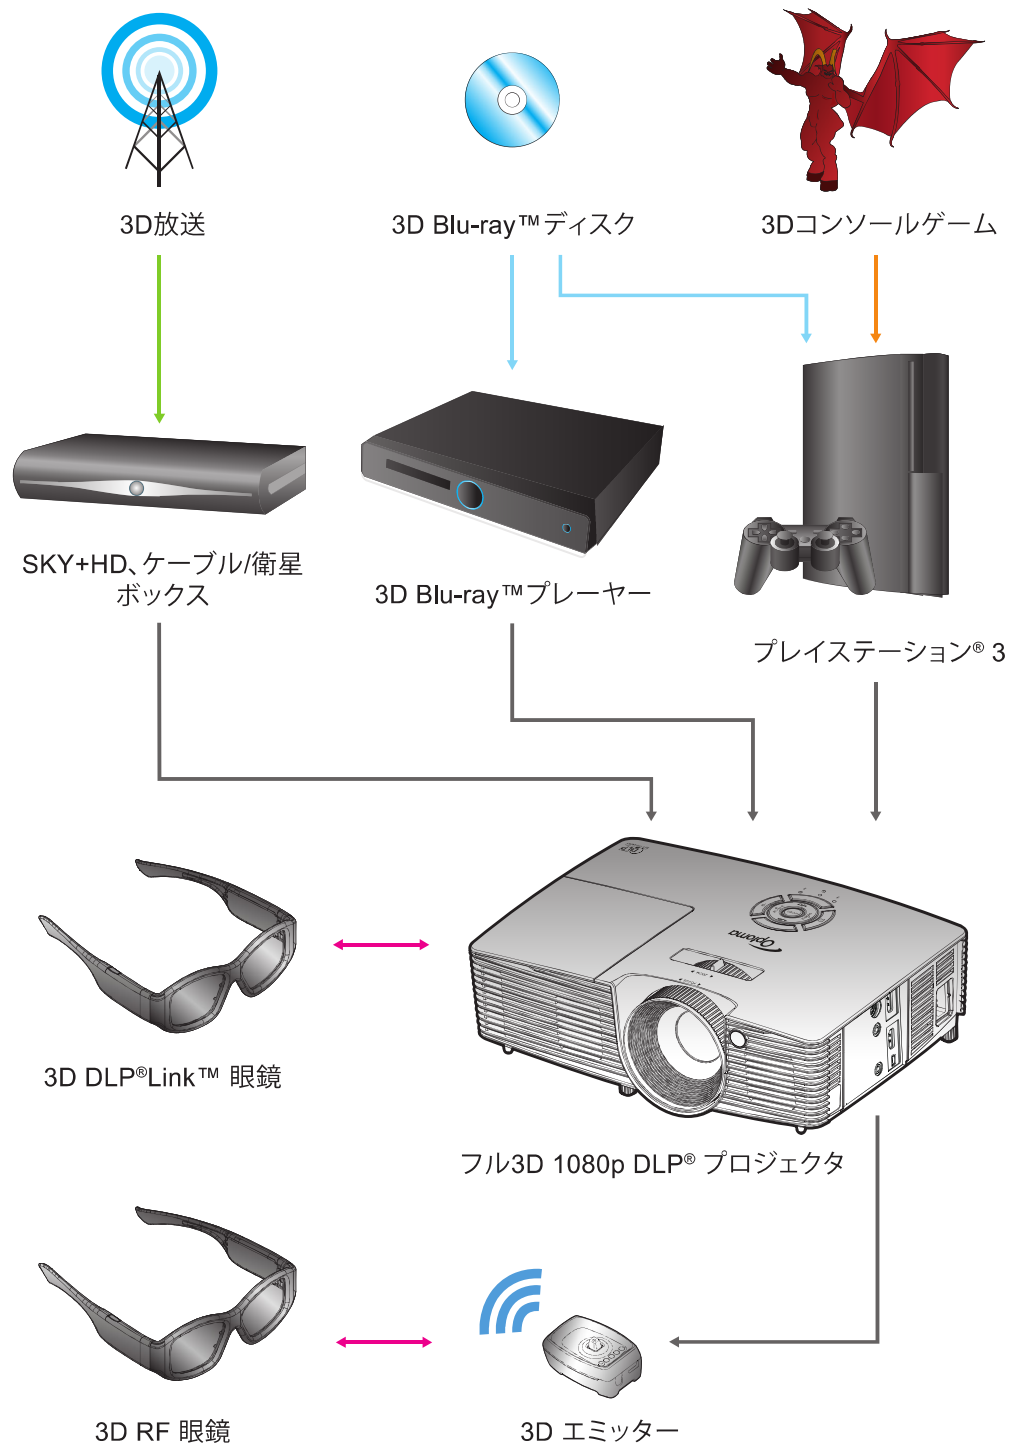 3D放送
3D Blu-ray™ディスク
3Dコンソールゲーム
SKY+HD、ケーブル/衛星
ボックス
3D Blu-ray™プレーヤー
プレイステーション® 3
Optoma
3D DLP®Link™ 眼鏡
フル3D 1080p DLP® プロジェクタ
3D RF 眼鏡
3D エミッター